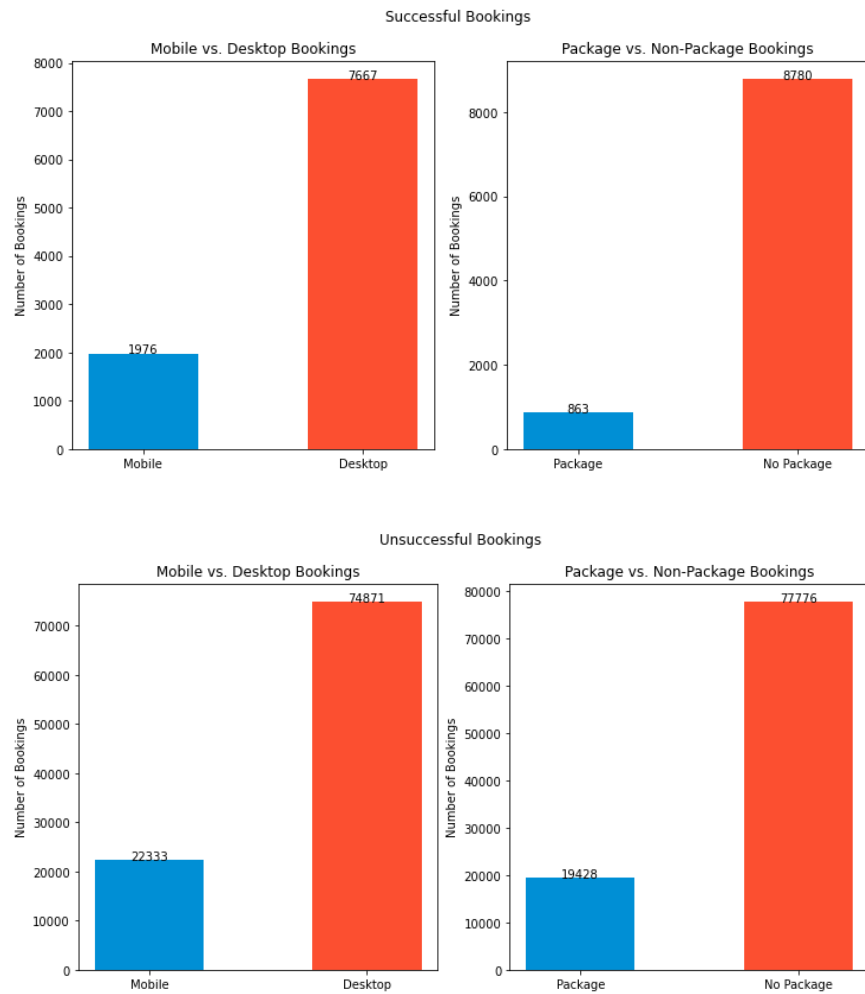 Successful Bookings
Mobile vs. Desktop Bookings
Number of Bookings
8000
7000
6000
5000
4000
3000
2000
1000
0
7667
1976
Mobile
Desktop
Package vs. Non-Package Bookings
Number of Bookings
8000
6000
4000
2000
0
8780
863
Package
No Package
Unsuccessful Bookings
Mobile vs. Desktop Bookings
Number of Bookings
70000
60000
50000
40000
30000
20000
10000
0
74871
22333
Mobile
Desktop
Package vs. Non-Package Bookings
Number of Bookings
80000
70000
60000
50000
40000
30000
20000
10000
0
77776
19428
Package
No Package